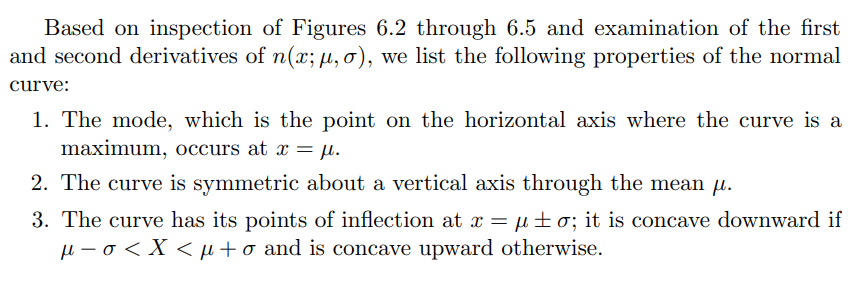 Based on inspection of Figures 6.2 through 6.5 and examination of the first
and second derivatives of n(x; μ, σ), we list the following properties of the normal
curve:
1. The mode, which is the point on the horizontal axis where the curve is a
maximum, occurs at x = μ.
2. The curve is symmetric about a vertical axis through the mean μ.
3. The curve has its points of inflection at x = μ ± σ; it is concave downward if
μ − σ < X < μ + σ and is concave upward otherwise.